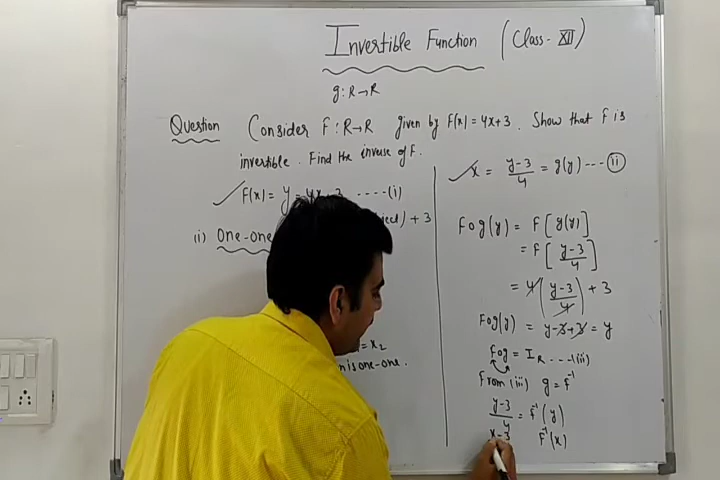 Invertible Function (Class- XII)
g: R→R
Question Consider F: R→R given by F(x) = 4x+3. Show that F is
invertible. Find the inverse of F.
F(x) = y = 4x+3 ----(i)
ject) + 3
(i) One-one
= x₂
n is one-one.
x = (y-3)/4 = g(y) --- (ii)
Fog(y) = F[g(y)]
= F[(y-3)/4]
= 4((y-3)/4) + 3
Fog(y) = y-3+3 = y
Fog = I_R ----(iii)
From (iii) g = f⁻¹
(y-3)/4 = f⁻¹(y)
x-3 f⁻¹(x)